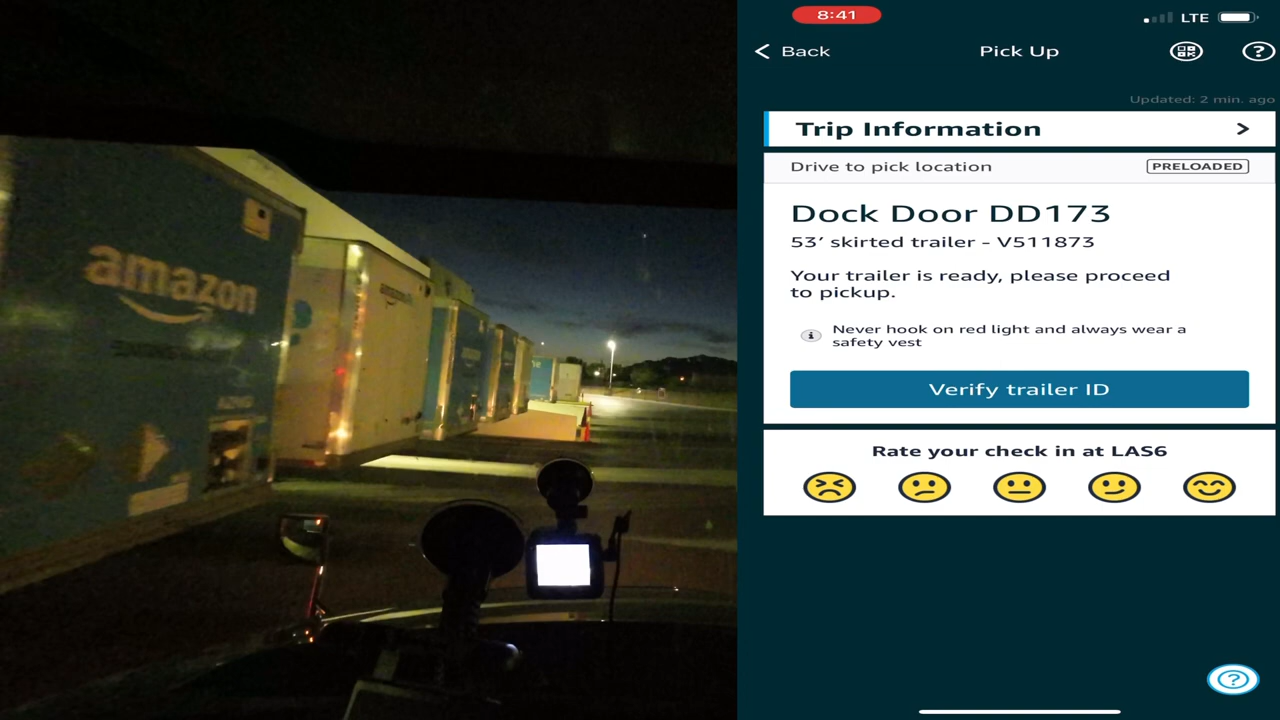 amazon
8:41
LTE
Back
Pick Up
Updated: 2 min. ago
Trip Information
Drive to pick location
PRELOADED
Dock Door DD173
53’ skirted trailer - V511873
Your trailer is ready, please proceed
to pickup.
Never hook on red light and always wear a
safety vest
Verify trailer ID
Rate your check in at LAS6